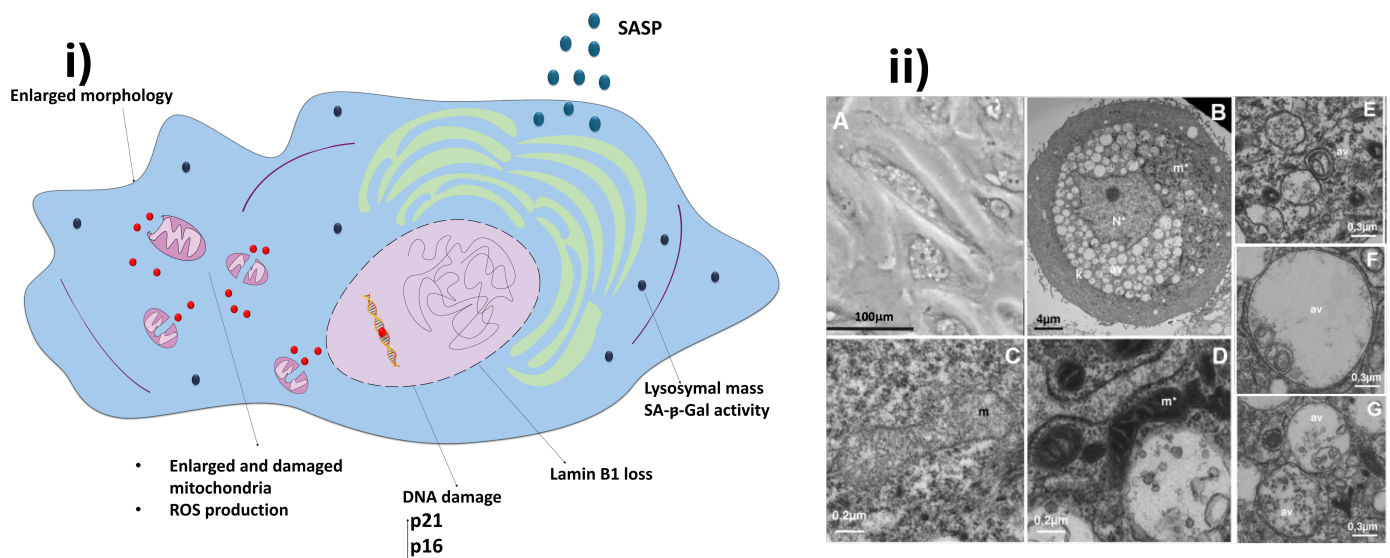 i)
Enlarged morphology
SASP
Lysosymal mass
SA-β-Gal activity
• Enlarged and damaged
mitochondria
• ROS production
Lamin B1 loss
DNA damage
p21
p16
ii)
A
100μm
B
m*
N*
k
av
4μm
C
m
0.2μm
D
m*
0.2μm
E
av
0,3μm
F
av
0,3μm
G
av
av
0,3μm